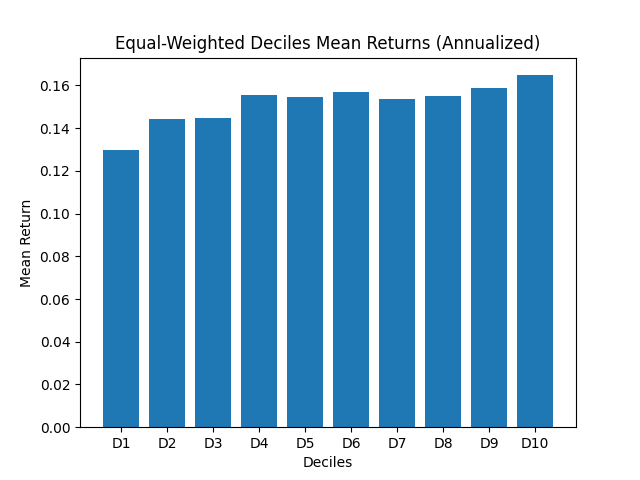 Equal-Weighted Deciles Mean Returns (Annualized)
Mean Return
0.16
0.14
0.12
0.10
0.08
0.06
0.04
0.02
0.00
D1 D2 D3 D4 D5 D6 D7 D8 D9 D10
Deciles